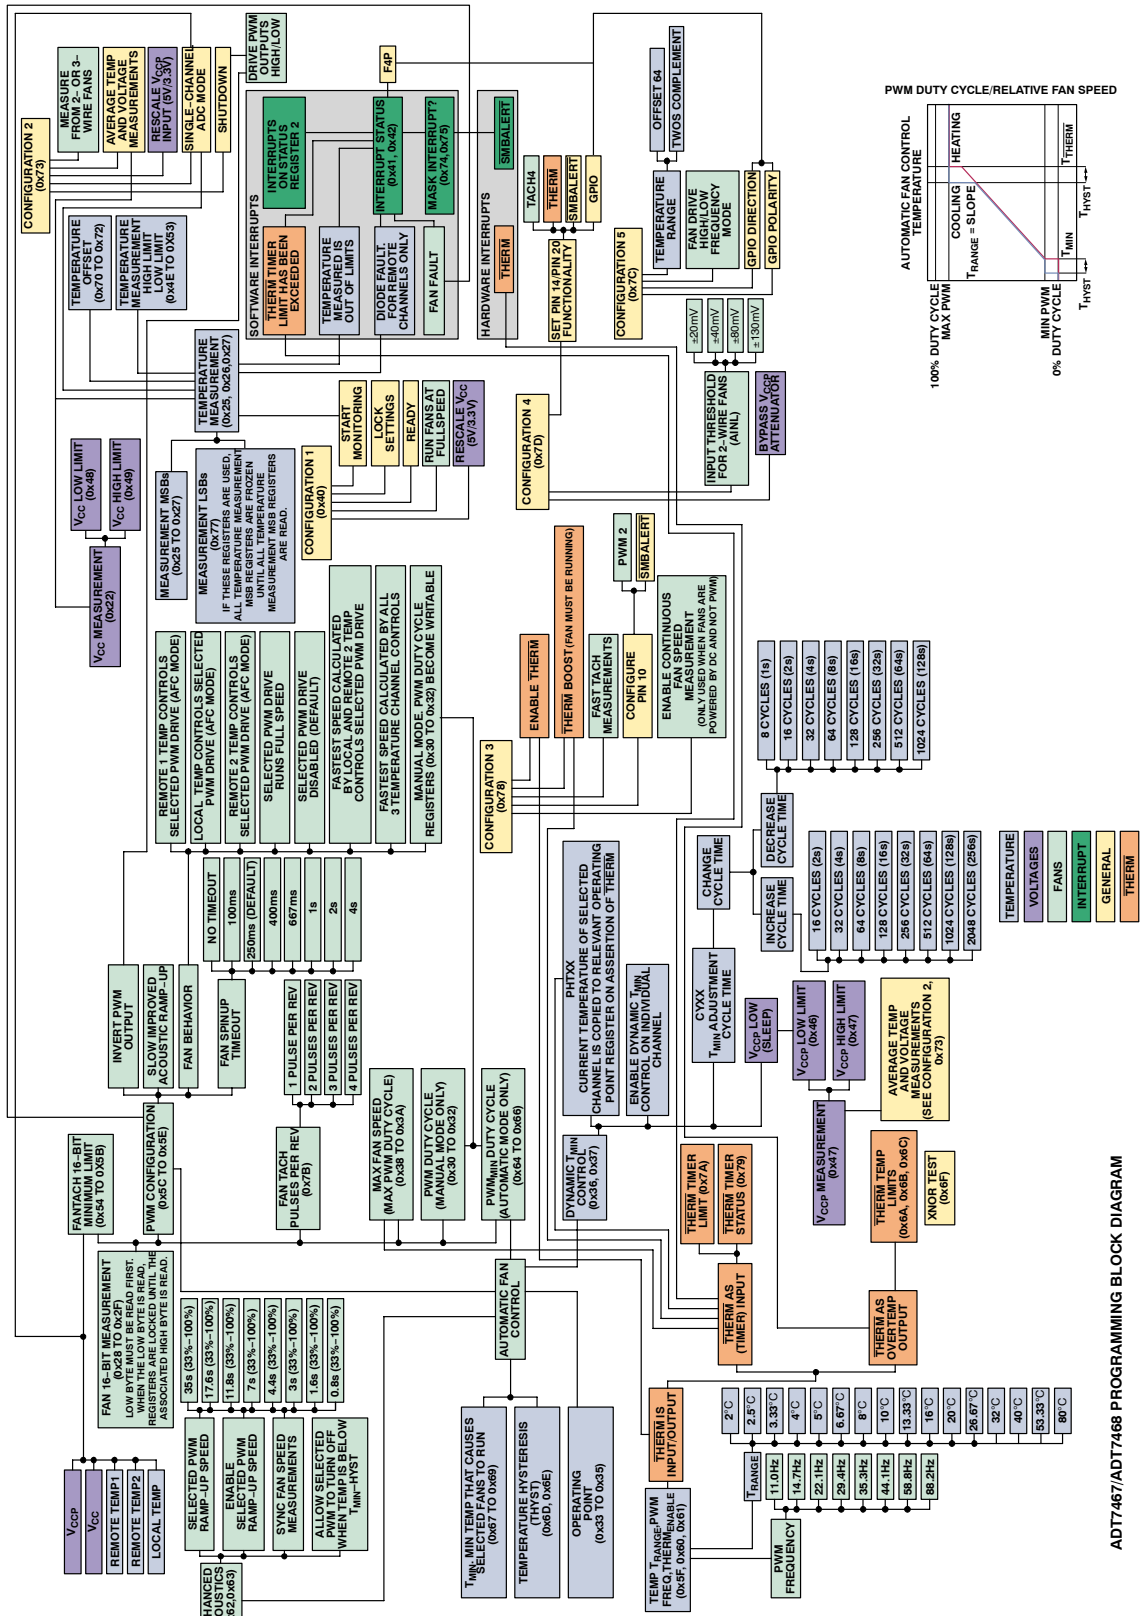 VCCP
VCC
REMOTE TEMP1
REMOTE TEMP2
LOCAL TEMP
FAN 16-BIT MEASUREMENT
(0x28 TO 0x2F)
LOW BYTE MUST BE READ FIRST.
WHEN THE LOW BYTE IS READ,
REGISTERS ARE LOCKED UNTIL THE
ASSOCIATED HIGH BYTE IS READ.
FANTACH 16-BIT
MINIMUM LIMIT
(0x54 TO 0x5B)
PWM CONFIGURATION
(0x5C TO 0x5E)
INVERT PWM
OUTPUT
SLOW IMPROVED
ACOUSTIC RAMP-UP
FAN BEHAVIOR
FAN SPINUP
TIMEOUT
REMOTE 1 TEMP CONTROLS
SELECTED PWM DRIVE (AFC MODE)
LOCAL TEMP CONTROLS SELECTED
PWM DRIVE (AFC MODE)
REMOTE 2 TEMP CONTROLS
SELECTED PWM DRIVE (AFC MODE)
SELECTED PWM DRIVE
RUNS FULL SPEED
SELECTED PWM DRIVE
DISABLED (DEFAULT)
FASTEST SPEED CALCULATED
BY LOCAL AND REMOTE 2 TEMP
CONTROLS SELECTED PWM DRIVE
FASTEST SPEED CALCULATED BY ALL
3 TEMPERATURE CHANNEL CONTROLS
MANUAL MODE. PWM DUTY CYCLE
REGISTERS (0x30 TO 0x32) BECOME WRITABLE
NO TIMEOUT
100ms
250ms (DEFAULT)
400ms
667ms
1s
2s
4s
FAN TACH
PULSES PER REV
(0x7B)
1 PULSE PER REV
2 PULSES PER REV
3 PULSES PER REV
4 PULSES PER REV
MAX FAN SPEED
(MAX PWM DUTY CYCLE)
(0x38 TO 0x3A)
PWM DUTY CYCLE
(MANUAL MODE ONLY)
(0x30 TO 0x32)
PWMMIN DUTY CYCLE
(AUTOMATIC MODE ONLY)
(0x64 TO 0x66)
HANCED
OUSTICS
62,0x63)
SELECTED PWM
RAMP-UP SPEED
ENABLE
SELECTED PWM
RAMP-UP SPEED
SYNC FAN SPEED
MEASUREMENTS
ALLOW SELECTED
PWM TO TURN OFF
WHEN TEMP IS BELOW
TMIN–HYST
35s (33%–100%)
17.6s (33%–100%)
11.8s (33%–100%)
7s (33%–100%)
4.4s (33%–100%)
3s (33%–100%)
1.6s (33%–100%)
0.8s (33%–100%)
AUTOMATIC FAN
CONTROL
TMIN. MIN TEMP THAT CAUSES
SELECTED FANS TO RUN
(0x67 TO 0x69)
TEMPERATURE HYSTERESIS
(THYST)
(0x6D, 0x6E)
OPERATING
POINT
(0x33 TO 0x35)
DYNAMIC TMIN
CONTROL
(0x36, 0x37)
PHTXX
CURRENT TEMPERATURE OF SELECTED
CHANNEL IS COPIED TO RELEVANT OPERATING
POINT REGISTER ON ASSERTION OF THERM
ENABLE DYNAMIC TMIN
CONTROL ON INDIVIDUAL
CHANNEL
CYXX
TMIN ADJUSTMENT
CYCLE TIME
VCCP LOW
(SLEEP)
CHANGE
CYCLE TIME
INCREASE
CYCLE TIME
DECREASE
CYCLE TIME
8 CYCLES (1s)
16 CYCLES (2s)
32 CYCLES (4s)
64 CYCLES (8s)
128 CYCLES (16s)
256 CYCLES (32s)
512 CYCLES (64s)
1024 CYCLES (128s)
16 CYCLES (2s)
32 CYCLES (4s)
64 CYCLES (8s)
128 CYCLES (16s)
256 CYCLES (32s)
512 CYCLES (64s)
1024 CYCLES (128s)
2048 CYCLES (256s)
TEMP TRANGE, PWM
FREQ, THERM ENABLE
(0x5F, 0x60, 0x61)
THERM IS
INPUT/OUTPUT
THERM AS
(TIMER) INPUT
THERM TIMER
LIMIT (0x7A)
THERM TIMER
STATUS (0x79)
THERM AS
OVERTEMP
OUTPUT
THERM TEMP
LIMITS
(0x6A, 0x6B, 0x6C)
XNOR TEST
(0x6F)
VCCP MEASUREMENT
(0x47)
VCCP LOW LIMIT
(0x46)
VCCP HIGH LIMIT
(0x47)
AVERAGE TEMP
AND VOLTAGE
MEASUREMENTS
(SEE CONFIGURATION 2,
0x73)
TRANGE
2°C
2.5°C
3.33°C
4°C
5°C
6.67°C
8°C
10°C
13.33°C
16°C
20°C
26.67°C
32°C
40°C
53.33°C
80°C
PWM
FREQUENCY
11.0Hz
14.7Hz
22.1Hz
29.4Hz
35.3Hz
44.1Hz
58.8Hz
88.2Hz
VCC MEASUREMENT
(0x22)
VCC LOW LIMIT
(0x48)
VCC HIGH LIMIT
(0x49)
MEASUREMENT MSBs
(0x25 TO 0x27)
MEASUREMENT LSBs
(0x77)
IF THESE REGISTERS ARE USED,
ALL TEMPERATURE MEASUREMENT
MSB REGISTERS ARE FROZEN
UNTIL ALL TEMPERATURE
MEASUREMENT MSB REGISTERS
ARE READ.
TEMPERATURE
MEASUREMENT
(0x25, 0x26,0x27)
TEMPERATURE
OFFSET
(0x70 TO 0x72)
TEMPERATURE
MEASUREMENT
HIGH LIMIT
LOW LIMIT
(0x4E TO 0x53)
CONFIGURATION 2
(0x73)
MEASURE
FROM 2- OR 3-
WIRE FANS
AVERAGE TEMP
AND VOLTAGE
MEASUREMENTS
RESCALE VCCP
INPUT (5V/3.3V)
SINGLE–CHANNEL
ADC MODE
SHUTDOWN
DRIVE PWM
OUTPUTS
HIGH/LOW
CONFIGURATION 1
(0x40)
START
MONITORING
LOCK
SETTINGS
READY
RUN FANS AT
FULLSPEED
RESCALE VCC
(5V/3.3V)
SOFTWARE INTERRUPTS
THERM TIMER
LIMIT HAS BEEN
EXCEEDED
TEMPERATURE
MEASURED IS
OUT OF LIMITS
DIODE FAULT.
FOR REMOTE
CHANNELS ONLY
FAN FAULT
INTERRUPTS
ON STATUS
REGISTER 2
INTERRUPT STATUS
(0x41, 0x42)
MASK INTERRUPT?
(0x74,0x75)
F4P
HARDWARE INTERRUPTS
THERM
SMBALERT
SET PIN 14/PIN 20
FUNCTIONALITY
TACH4
THERM
SMBALERT
GPIO
CONFIGURATION 4
(0x7D)
INPUT THRESHOLD
FOR 2–WIRE FANS
(AINL)
BYPASS VCCP
ATTENUATOR
±20mV
±40mV
±80mV
±130mV
CONFIGURATION 5
(0x7C)
TEMPERATURE
RANGE
OFFSET 64
TWOS COMPLEMENT
FAN DRIVE
HIGH/LOW
FREQUENCY
MODE
GPIO DIRECTION
GPIO POLARITY
CONFIGURATION 3
(0x78)
ENABLE THERM
THERM BOOST (FAN MUST BE RUNNING)
FAST TACH
MEASUREMENTS
CONFIGURE
PIN 10
PWM 2
SMBALERT
ENABLE CONTINUOUS
FAN SPEED
MEASUREMENT
(ONLY USED WHEN FANS ARE
POWERED BY DC AND NOT PWM)
TEMPERATURE
VOLTAGES
FANS
INTERRUPT
GENERAL
THERM
PWM DUTY CYCLE/RELATIVE FAN SPEED
AUTOMATIC FAN CONTROL
TEMPERATURE
100% DUTY CYCLE
MAX PWM
MIN PWM
0% DUTY CYCLE
COOLING
HEATING
TRANGE = SLOPE
THYST
TMIN
THYST
TTHERM
ADT7467/ADT7468 PROGRAMMING BLOCK DIAGRAM